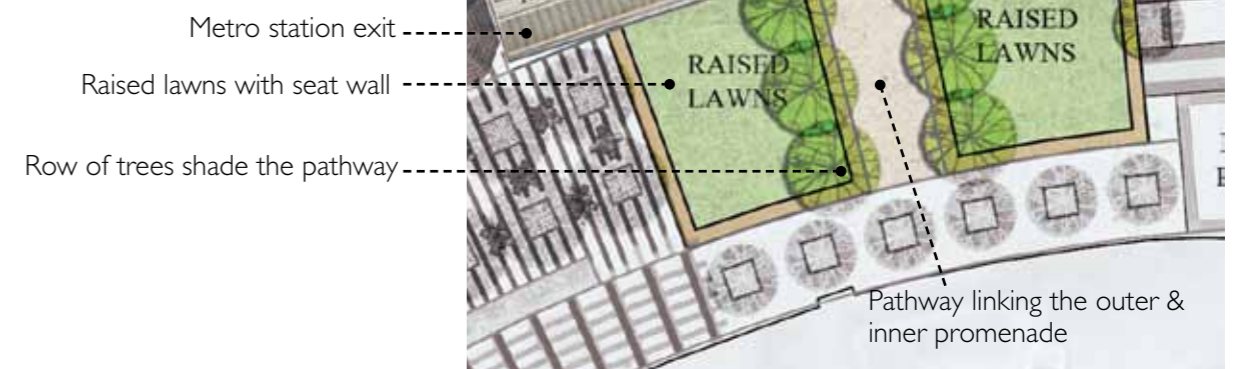 Metro station exit
RAISED
LAWNS
RAISED
LAWNS
Raised lawns with seat wall
Row of trees shade the pathway
Pathway linking the outer &
inner promenade